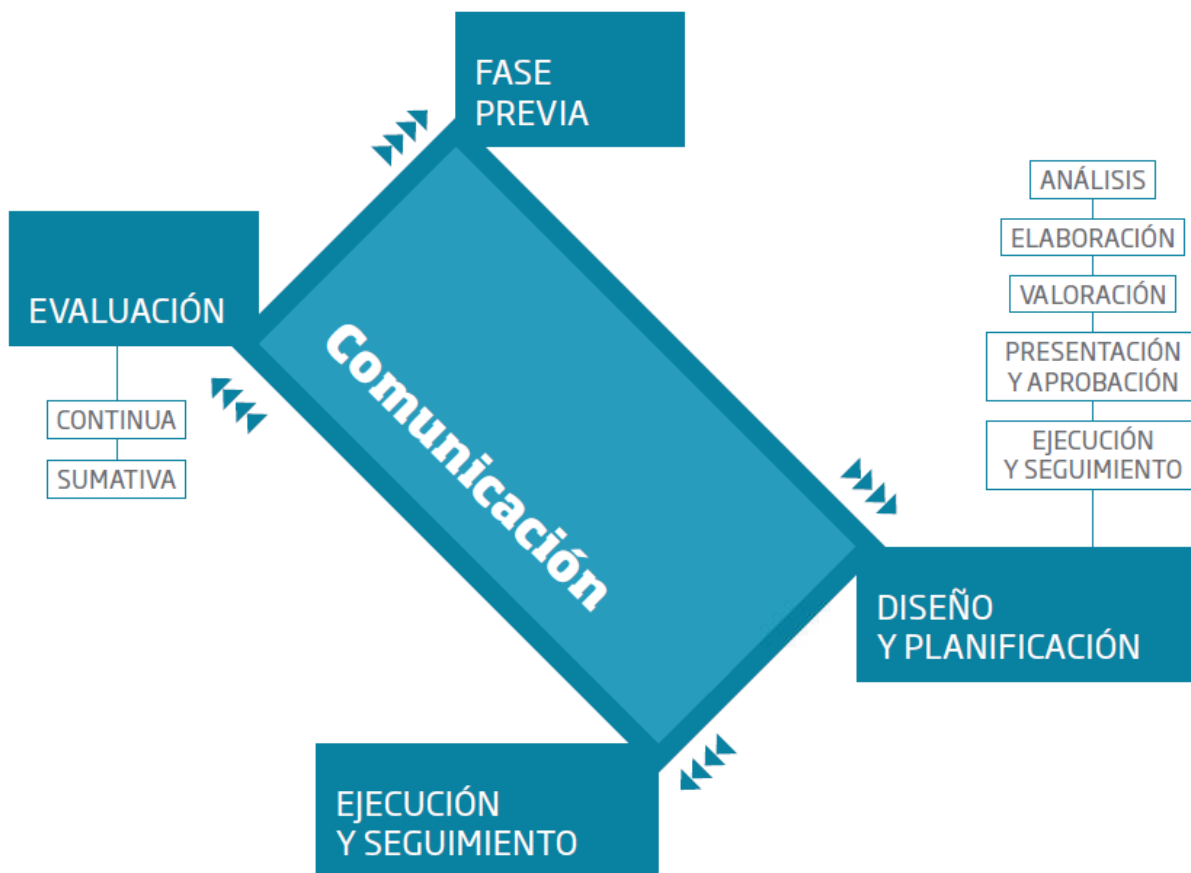 FASE
PREVIA
ANÁLISIS
ELABORACIÓN
VALORACIÓN
PRESENTACIÓN
Y APROBACIÓN
EJECUCIÓN
Y SEGUIMIENTO
DISEÑO
Y PLANIFICACIÓN
EJECUCIÓN
Y SEGUIMIENTO
EVALUACIÓN
CONTINUA
SUMATIVA
Comunicación